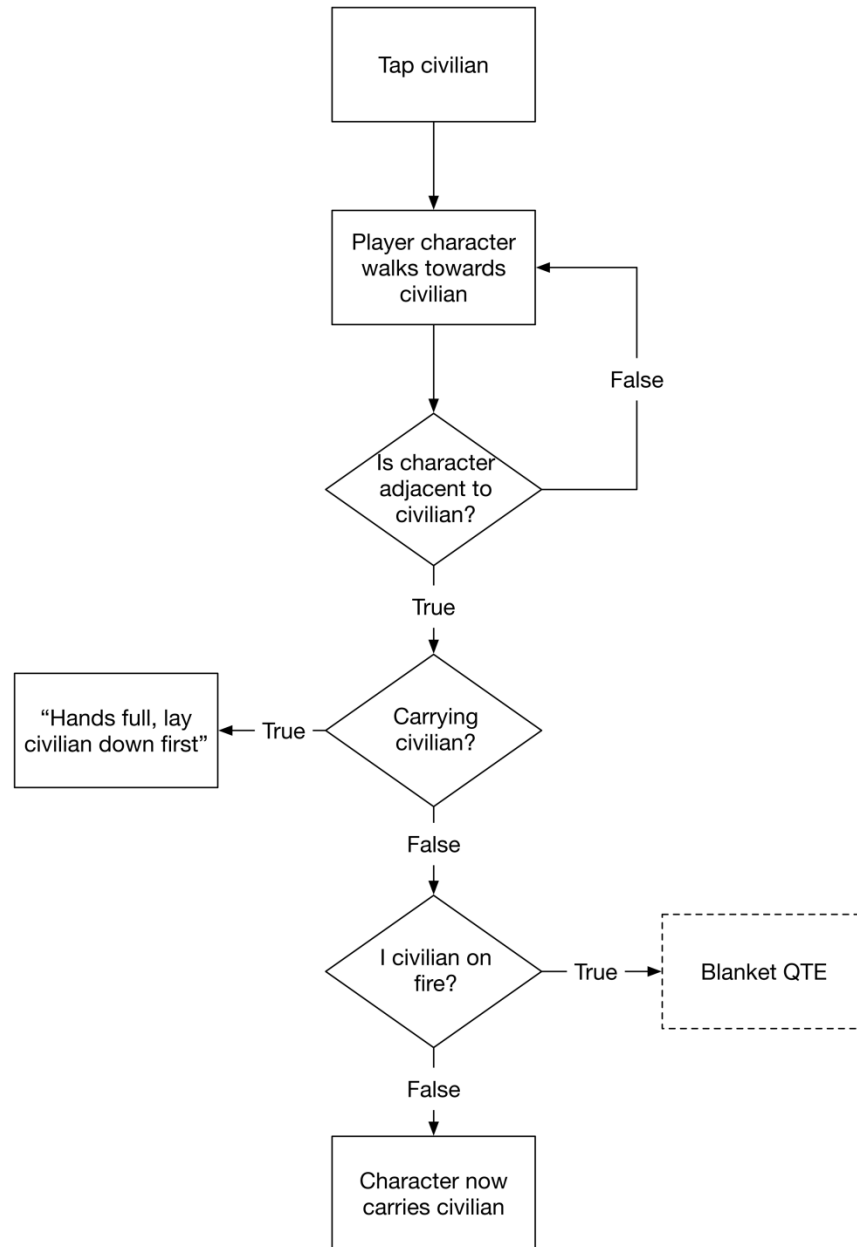 Tap civilian
Player character
walks towards
civilian
False
Is character
adjacent to
civilian?
True
“Hands full, lay
civilian down first”
True
Carrying
civilian?
False
I civilian on
fire?
True
Blanket QTE
False
Character now
carries civilian